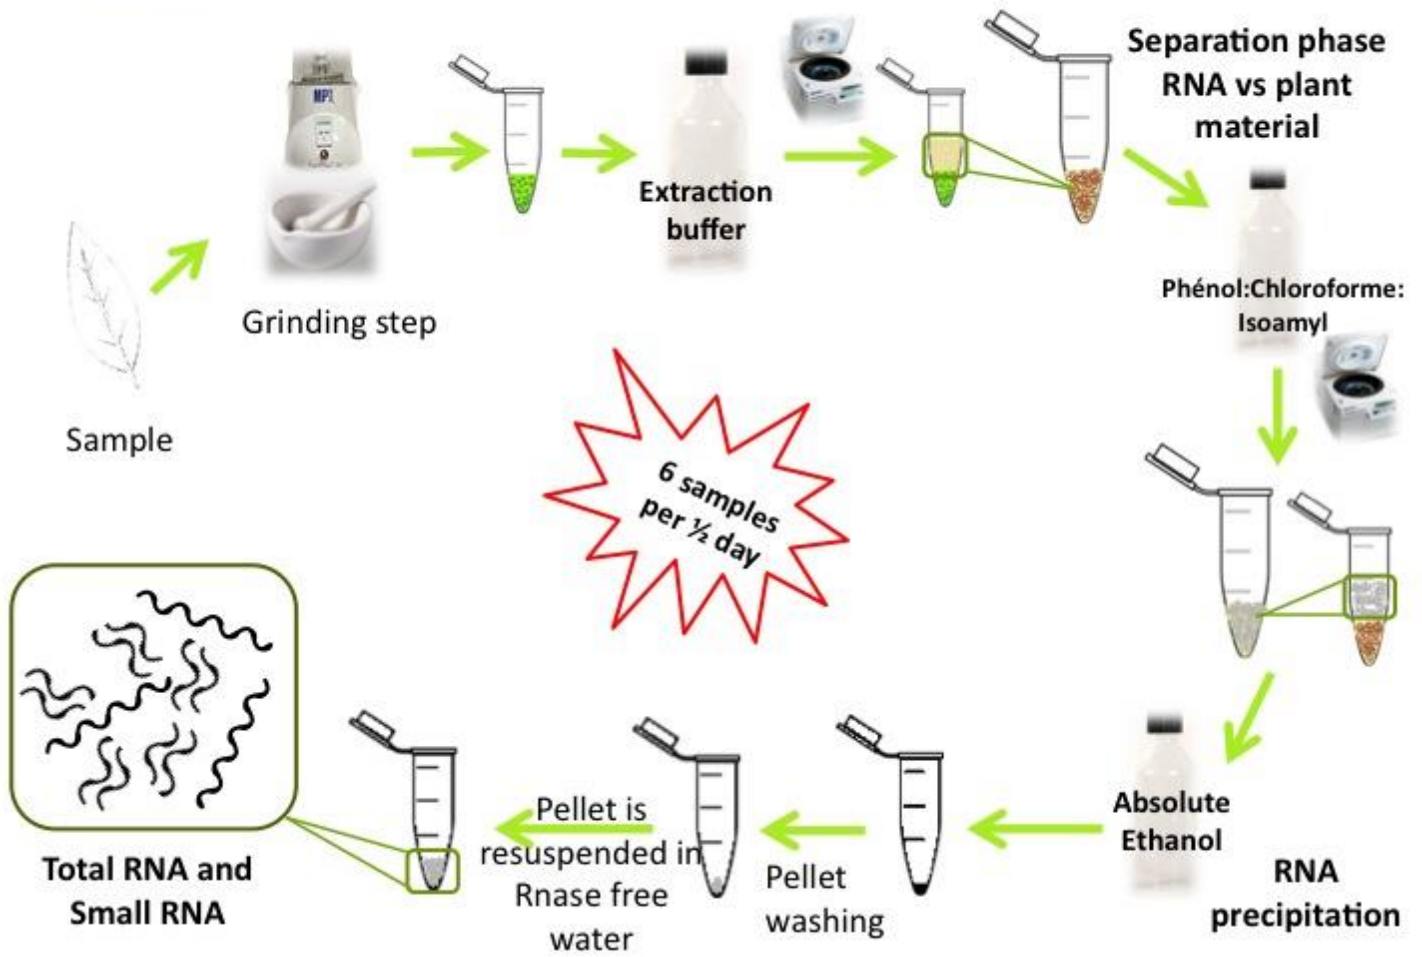 Separation phase
RNA vs plant
material
MP
Extraction
buffer
Phénol:Chloroforme:
Isoamyl
Grinding step
Sample
6 samples
per ½ day
Absolute
Ethanol
RNA
precipitation
Pellet
washing
Pellet is
resuspended in
Rnase free
water
Total RNA and
Small RNA